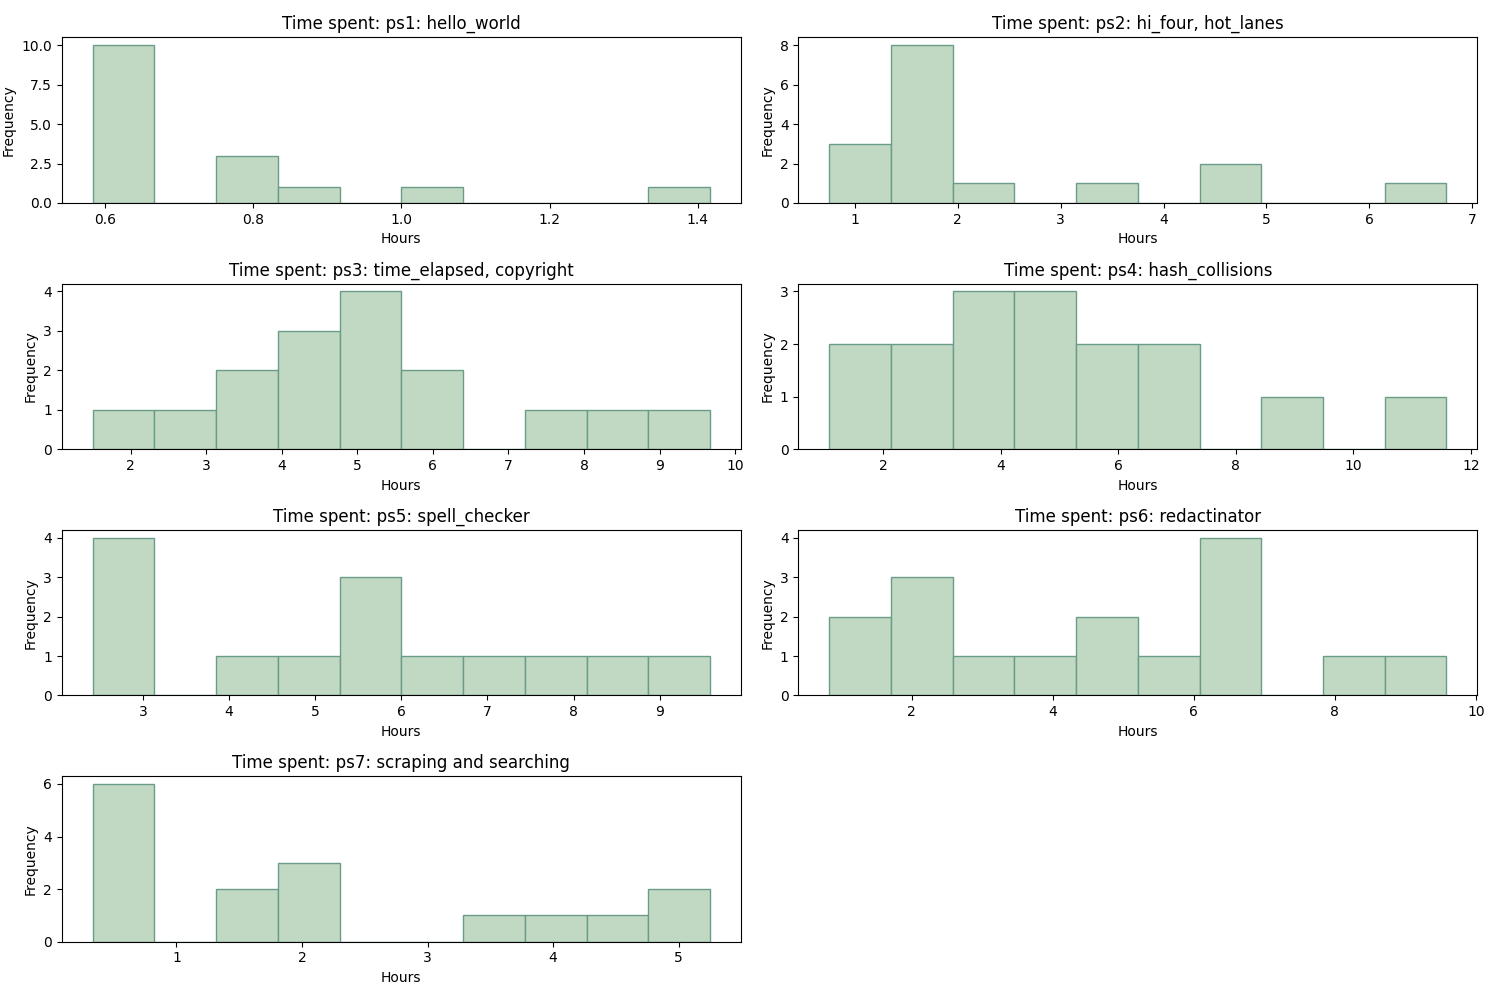 Time spent: ps1: hello_world
10.0
7.5
5.0
2.5
0.0
Frequency
0.6 0.8 1.0 1.2 1.4
Hours
Time spent: ps2: hi_four, hot_lanes
8
6
4
2
0
Frequency
1 2 3 4 5 6 7
Hours
Time spent: ps3: time_elapsed, copyright
4
3
2
1
0
Frequency
2 3 4 5 6 7 8 9 10
Hours
Time spent: ps4: hash_collisions
3
2
1
0
Frequency
2 4 6 8 10 12
Hours
Time spent: ps5: spell_checker
4
3
2
1
0
Frequency
3 4 5 6 7 8 9
Hours
Time spent: ps6: redactinator
4
3
2
1
0
Frequency
2 4 6 8 10
Hours
Time spent: ps7: scraping and searching
6
4
2
0
Frequency
1 2 3 4 5
Hours